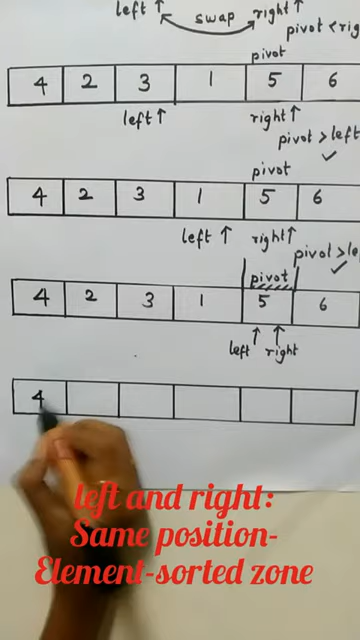 left ↑ swap right ↑
pivot < rig
pivot
4 2 3 1 5 6
left ↑ right ↑
pivot > left
✓
pivot
4 2 3 1 5 6
left ↑ right ↑
pivot > le
✓
pivot
4 2 3 1 5 6
left ↑ right ↑
4
left and right:
Same position-
Element-sorted zone